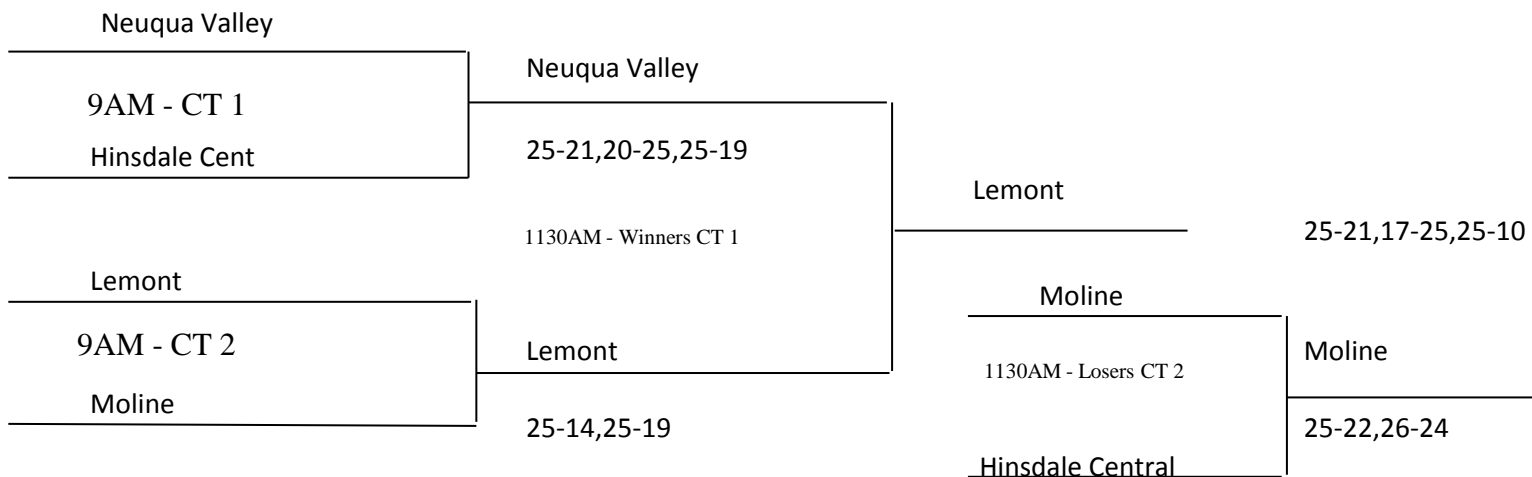 Neuqua Valley
9AM - CT 1
Hinsdale Cent
Neuqua Valley
25-21,20-25,25-19
1130AM - Winners CT 1
Lemont
9AM - CT 2
Moline
Lemont
25-14,25-19
Lemont
25-21,17-25,25-10
Moline
1130AM - Losers CT 2
Hinsdale Central
Moline
25-22,26-24